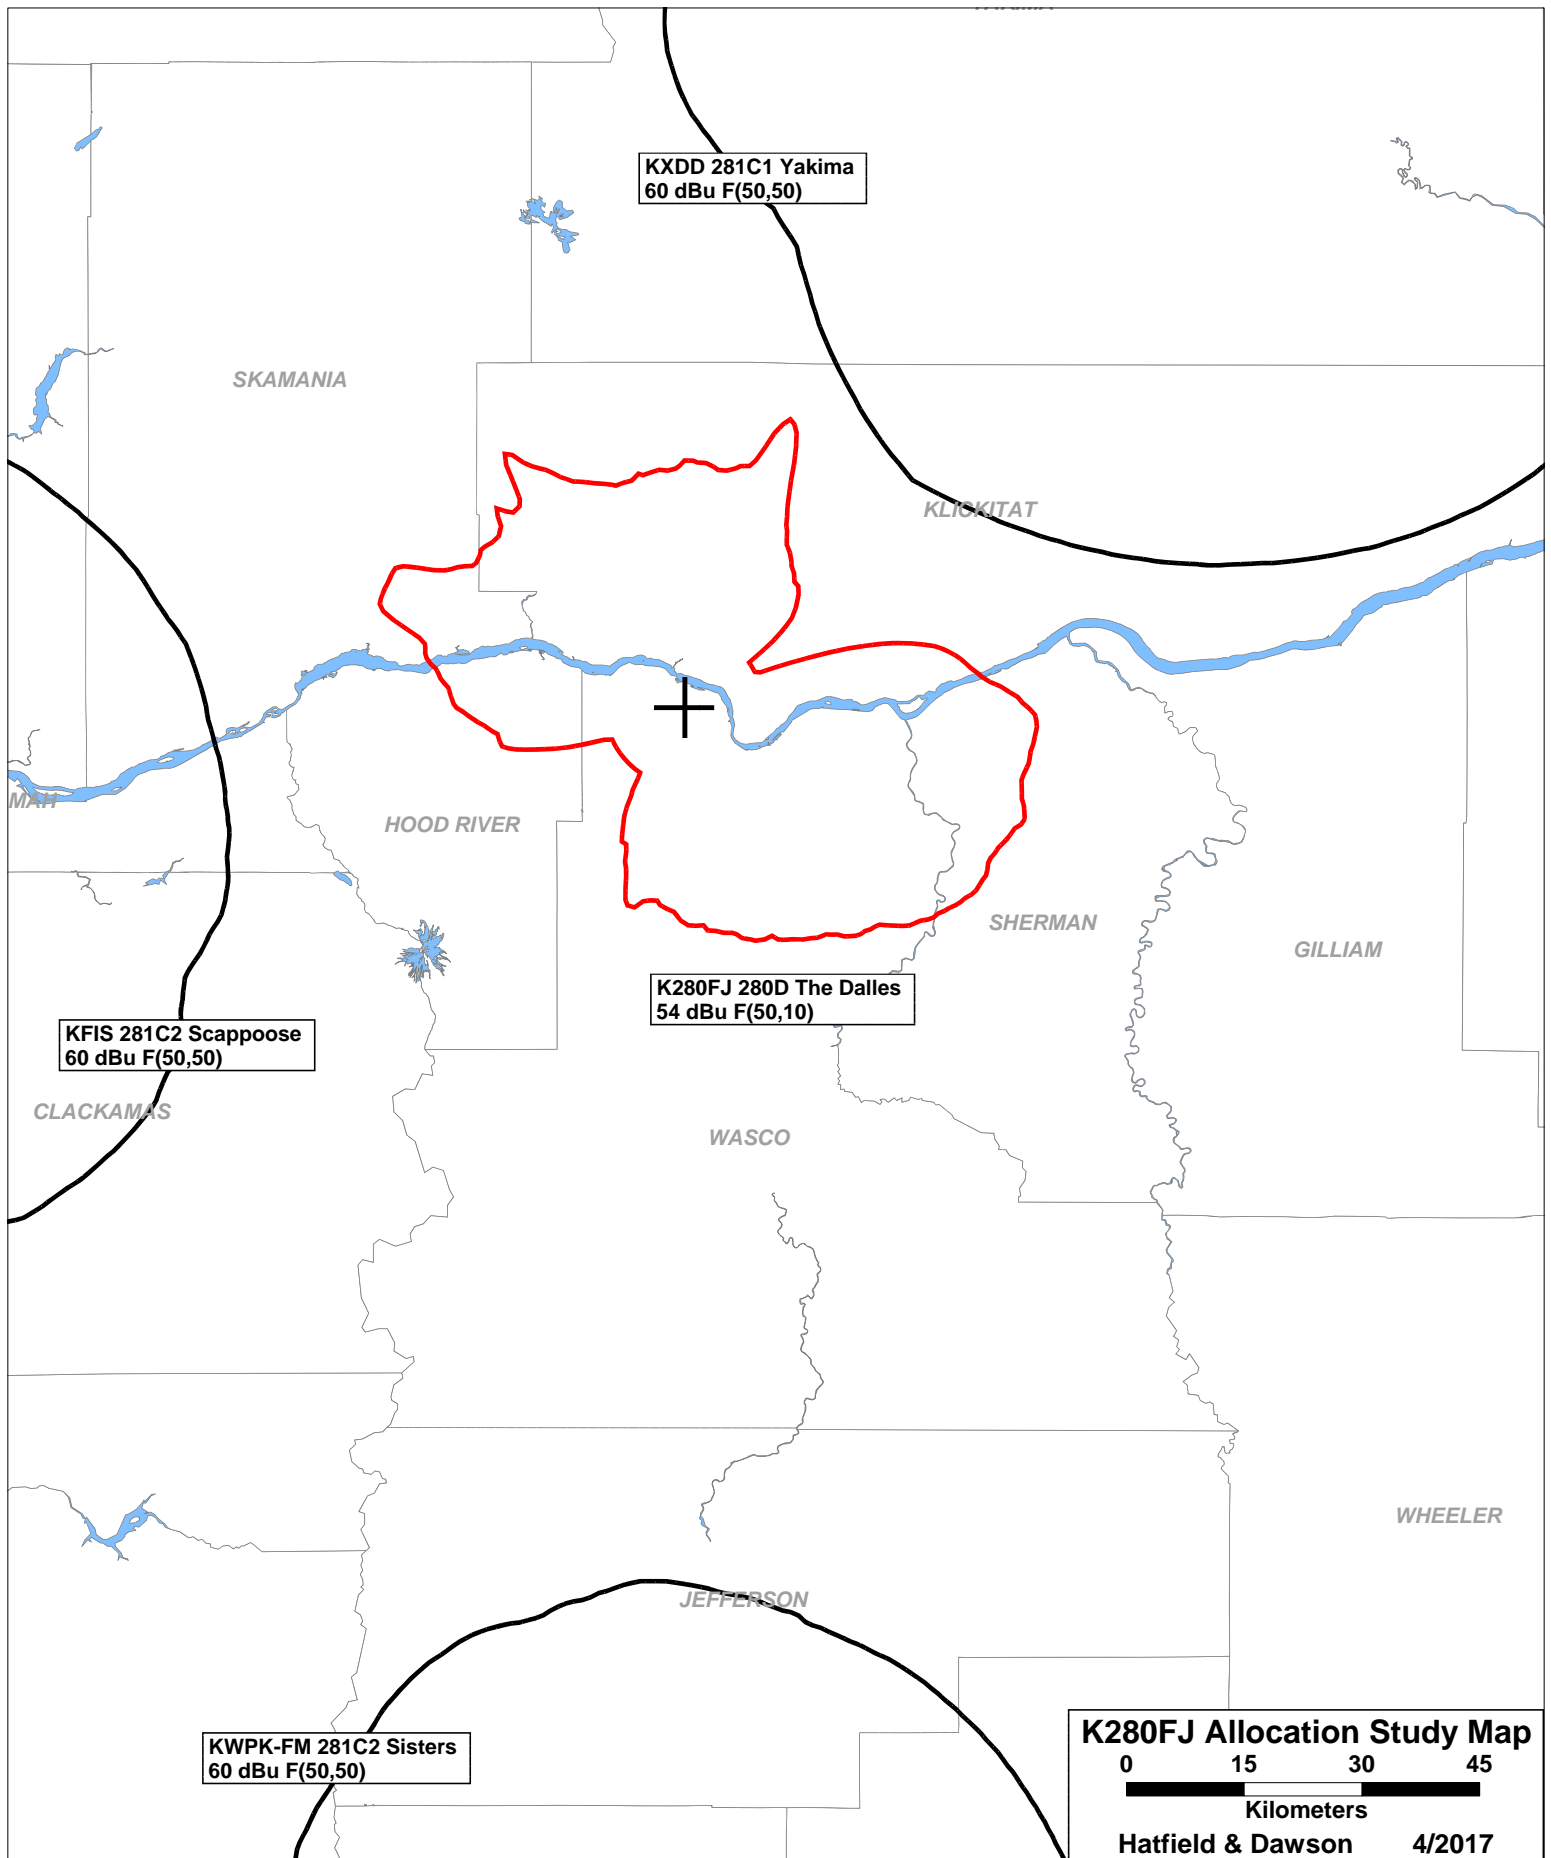 KXDD 281C1 Yakima
60 dBu F(50,50)
SKAMANIA
KLICKITAT
MAH
HOOD RIVER
SHERMAN
GILLIAM
K280FJ 280D The Dalles
54 dBu F(50,10)
KFIS 281C2 Scappoose
60 dBu F(50,50)
CLACKAMAS
WASCO
WHEELER
JEFFERSON
KWPK-FM 281C2 Sisters
60 dBu F(50,50)
K280FJ Allocation Study Map
0 15 30 45
Kilometers
Hatfield & Dawson 4/2017